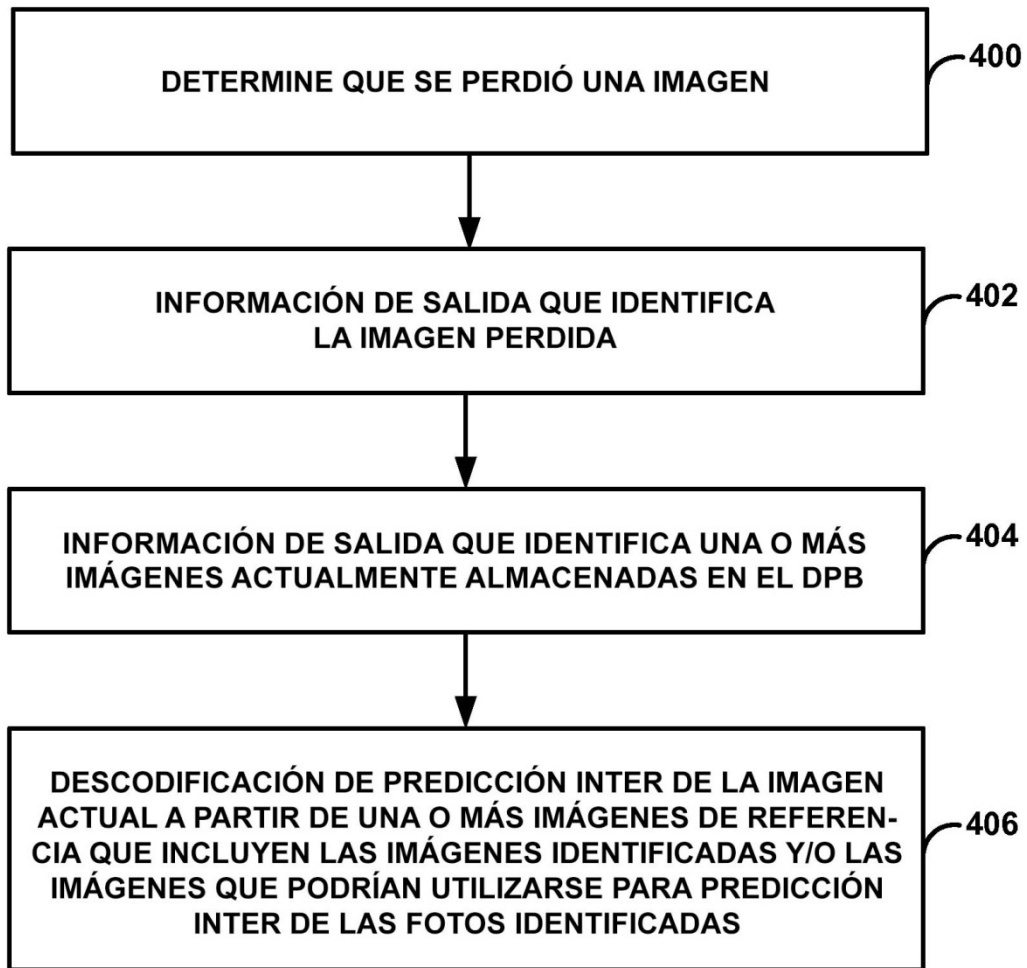 DETERMINE QUE SE PERDIÓ UNA IMAGEN
400
INFORMACIÓN DE SALIDA QUE IDENTIFICA
LA IMAGEN PERDIDA
402
INFORMACIÓN DE SALIDA QUE IDENTIFICA UNA O MÁS
IMÁGENES ACTUALMENTE ALMACENADAS EN EL DPB
404
DESCODIFICACIÓN DE PREDICCIÓN INTER DE LA IMAGEN
ACTUAL A PARTIR DE UNA O MÁS IMÁGENES DE REFEREN-
CIA QUE INCLUYEN LAS IMÁGENES IDENTIFICADAS Y/O LAS
IMÁGENES QUE PODRÍAN UTILIZARSE PARA PREDICCIÓN
INTER DE LAS FOTOS IDENTIFICADAS
406